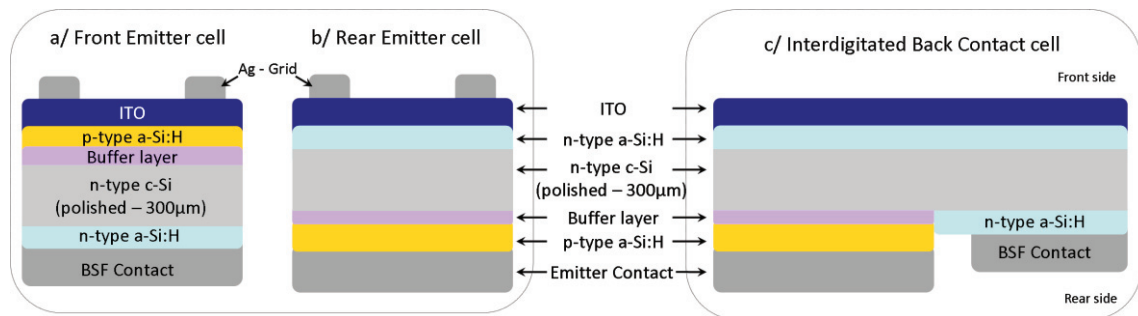 a/ Front Emitter cell
Ag - Grid
ITO
p-type a-Si:H
Buffer layer
n-type c-Si
(polished – 300µm)
n-type a-Si:H
BSF Contact
b/ Rear Emitter cell
ITO
n-type a-Si:H
n-type c-Si
(polished – 300µm)
Buffer layer
p-type a-Si:H
Emitter Contact
c/ Interdigitated Back Contact cell
Front side
n-type a-Si:H
BSF Contact
Rear side